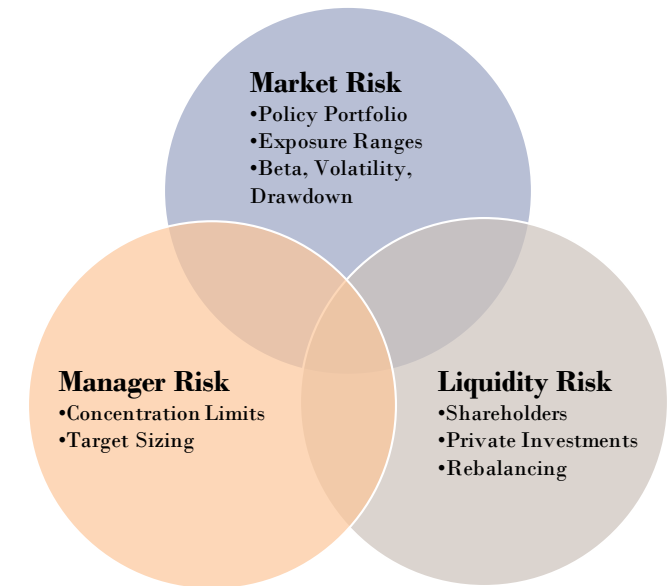 Market Risk
•Policy Portfolio
•Exposure Ranges
•Beta, Volatility,
Drawdown
Manager Risk
•Concentration Limits
•Target Sizing
Liquidity Risk
•Shareholders
•Private Investments
•Rebalancing